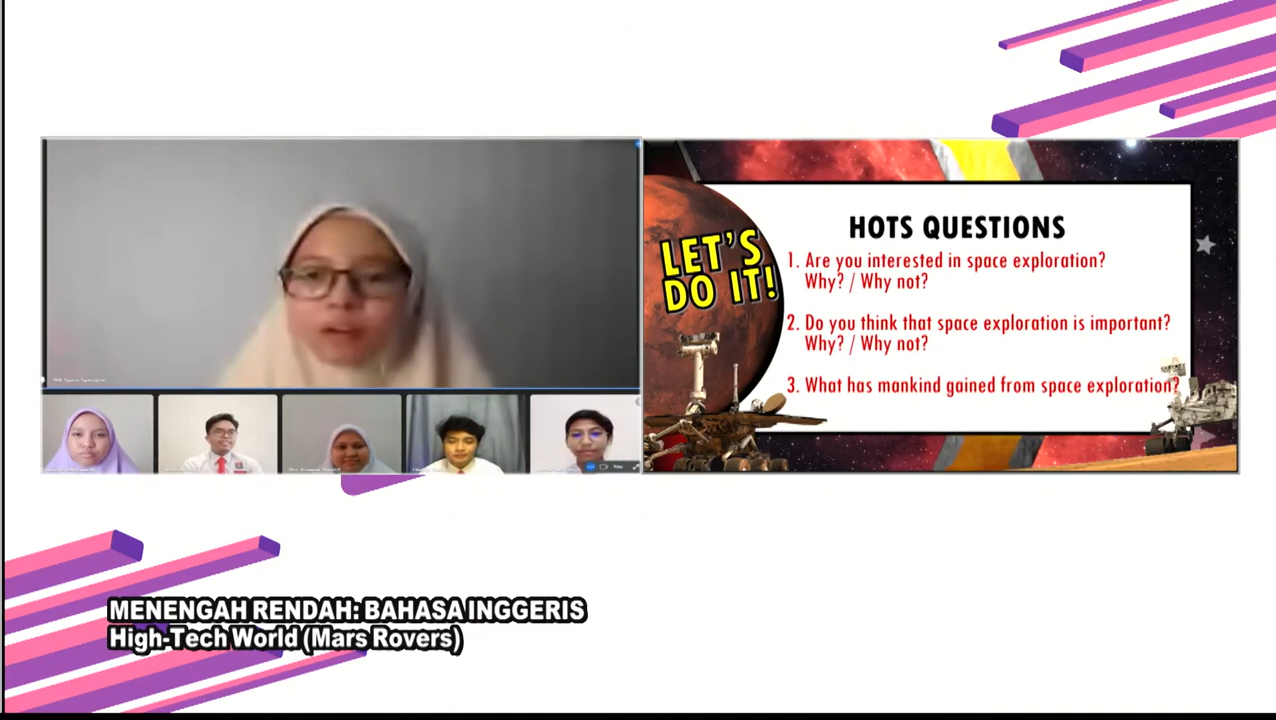 LET'S
DO IT!
HOTS QUESTIONS
1. Are you interested in space exploration?
Why? / Why not?
2. Do you think that space exploration is important?
Why? / Why not?
3. What has mankind gained from space exploration?
MENENGAH RENDAH: BAHASA INGGERIS
High-Tech World (Mars Rovers)